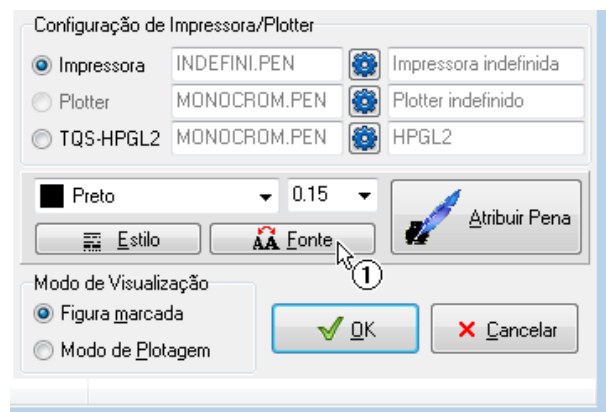 Configuração de Impressora/Plotter
Impressora INDEFINI.PEN Impressora indefinida
Plotter MONOCROM.PEN Plotter indefinido
TQS-HPGL2 MONOCROM.PEN HPGL2
Preto 0.15
Atribuir Pena
Estilo AA Fonte
1
Modo de Visualização
Figura marcada
Modo de Plotagem
OK Cancelar